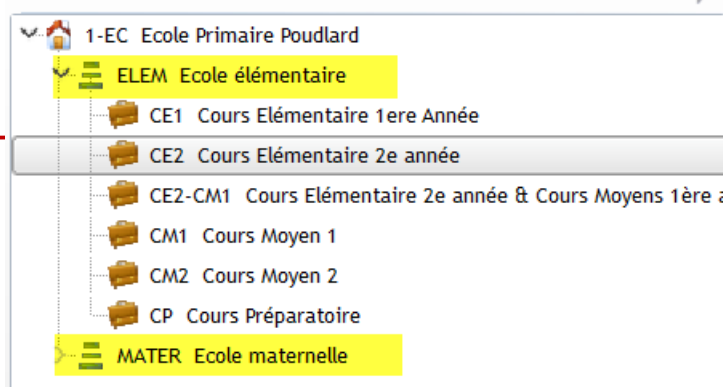 1-EC Ecole Primaire Poudlard
ELEM Ecole élémentaire
CE1 Cours Elémentaire 1ere Année
CE2 Cours Elémentaire 2e année
CE2-CM1 Cours Elémentaire 2e année & Cours Moyens 1ère
CM1 Cours Moyen 1
CM2 Cours Moyen 2
CP Cours Préparatoire
MATER Ecole maternelle